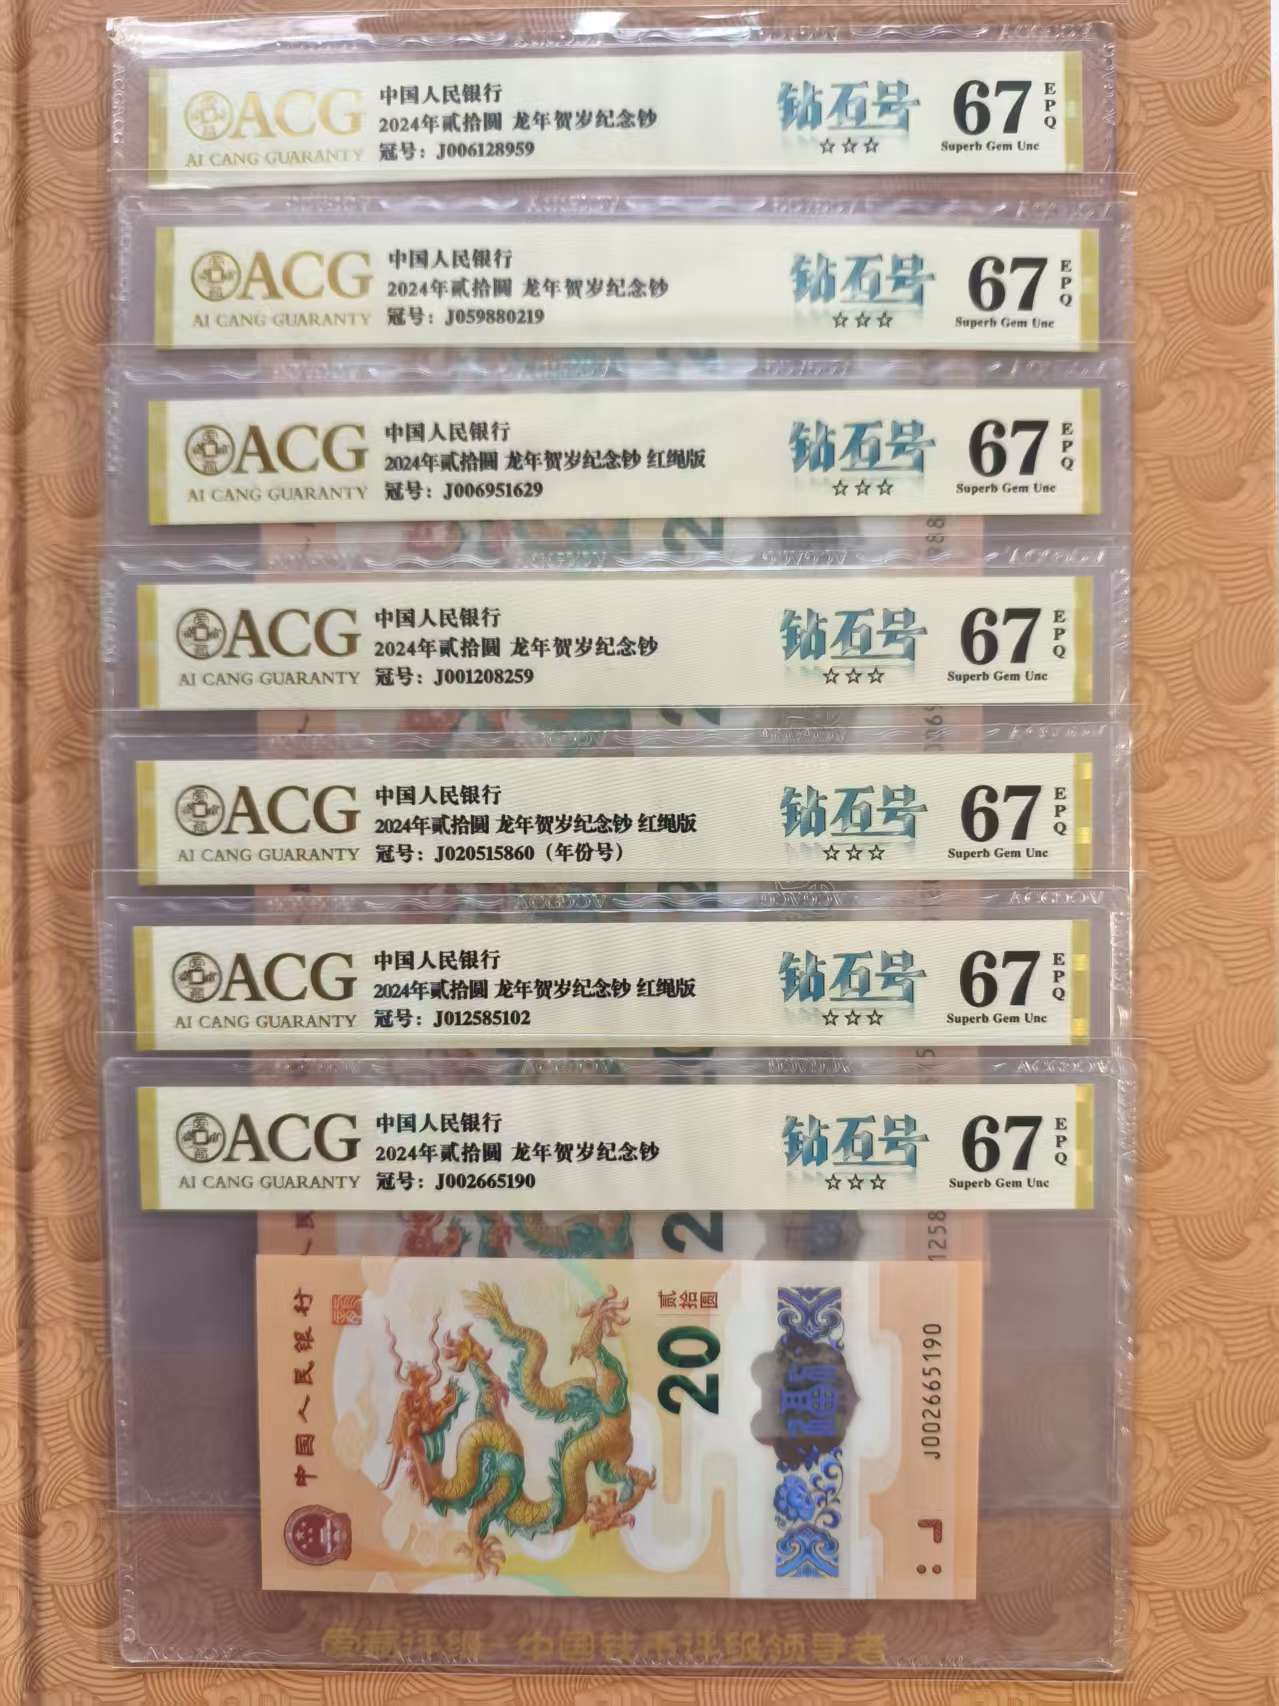 ACG
AI CANG GUARANTY
中国人民银行
2024年贰拾圆 龙年贺岁纪念钞
冠号：J006128959
钻石号
☆☆☆
67
EPQ
Superb Gem Unc
ACG
AI CANG GUARANTY
中国人民银行
2024年贰拾圆 龙年贺岁纪念钞
冠号：J059880219
钻石号
☆☆☆
67
EPQ
Superb Gem Unc
ACG
AI CANG GUARANTY
中国人民银行
2024年贰拾圆 龙年贺岁纪念钞 红绳版
冠号：J006951629
钻石号
☆☆☆
67
EPQ
Superb Gem Unc
ACG
AI CANG GUARANTY
中国人民银行
2024年贰拾圆 龙年贺岁纪念钞
冠号：J001208259
钻石号
☆☆☆
67
EPQ
Superb Gem Unc
ACG
AI CANG GUARANTY
中国人民银行
2024年贰拾圆 龙年贺岁纪念钞 红绳版
冠号：J020515860（年份号）
钻石号
☆☆☆
67
EPQ
Superb Gem Unc
ACG
AI CANG GUARANTY
中国人民银行
2024年贰拾圆 龙年贺岁纪念钞 红绳版
冠号：J012585102
钻石号
☆☆☆
67
EPQ
Superb Gem Unc
ACG
AI CANG GUARANTY
中国人民银行
2024年贰拾圆 龙年贺岁纪念钞
冠号：J002665190
钻石号
☆☆☆
67
EPQ
Superb Gem Unc
中国人民银行
贰拾圆
20
J002665190
爱藏评级 中国钱币评级领导者